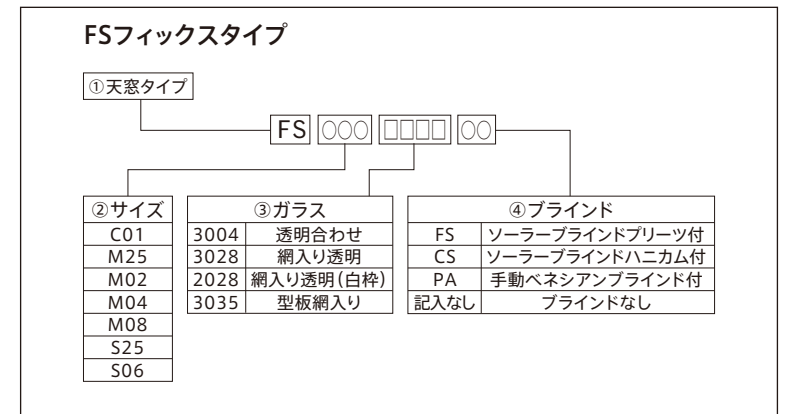 FSフィックスタイプ
①天窓タイプ
FS ○○○ □□□□ ○○
②サイズ
C01
M25
M02
M04
M08
S25
S06
③ガラス
3004 透明合わせ
3028 網入り透明
2028 網入り透明(白枠)
3035 型板網入り
④ブラインド
FS ソーラーブラインドプリーツ付
CS ソーラーブラインドハニカム付
PA 手動ベネシアンブラインド付
記入なし ブラインドなし